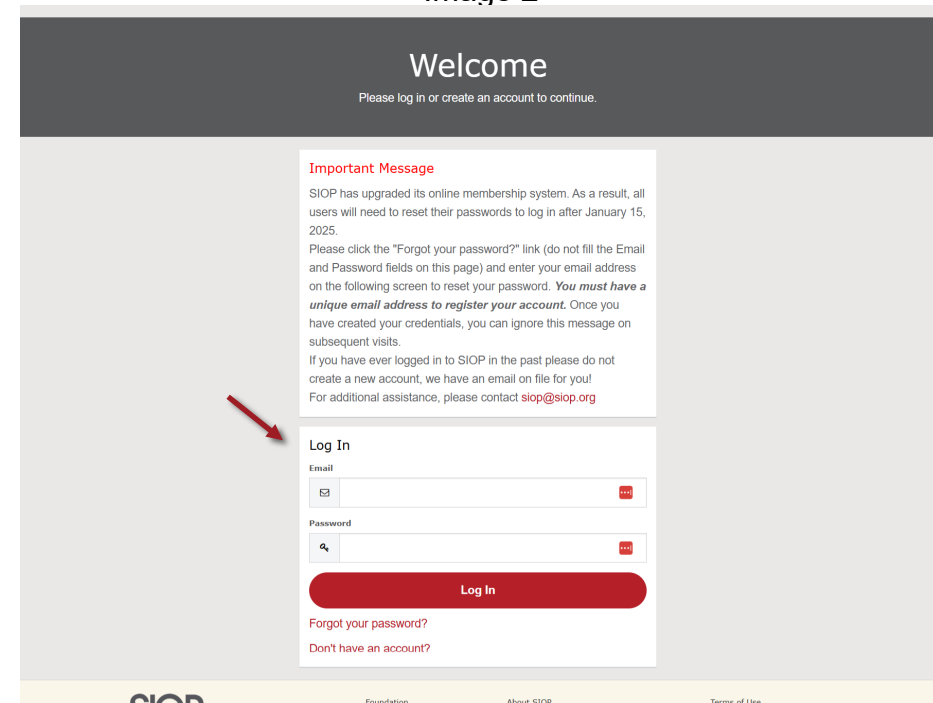 Welcome
Please log in or create an account to continue.
Important Message
SIOP has upgraded its online membership system. As a result, all
users will need to reset their passwords to log in after January 15,
2025.
Please click the "Forgot your password?" link (do not fill the Email
and Password fields on this page) and enter your email address
on the following screen to reset your password. You must have a
unique email address to register your account. Once you
have created your credentials, you can ignore this message on
subsequent visits.
If you have ever logged in to SIOP in the past please do not
create a new account, we have an email on file for you!
For additional assistance, please contact siop@siop.org
Log In
Email
Password
Log In
Forgot your password?
Don't have an account?
SIOP
Foundation
About SIOP
Terms of Use